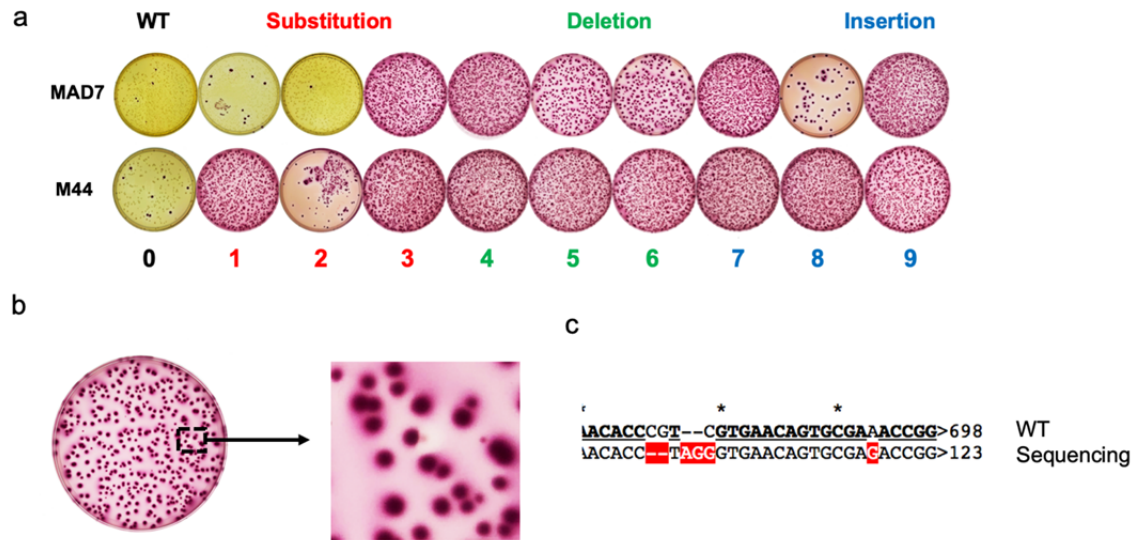 a
WT Substitution Deletion Insertion
MAD7
M44
0 1 2 3 4 5 6 7 8 9
b
c
* * *
AACACCCGT--CGTGAACAGTGCGAAACCGG>698 WT
AACACC--TAGGGTGAACAGTGCGAGACCGG>123 Sequencing